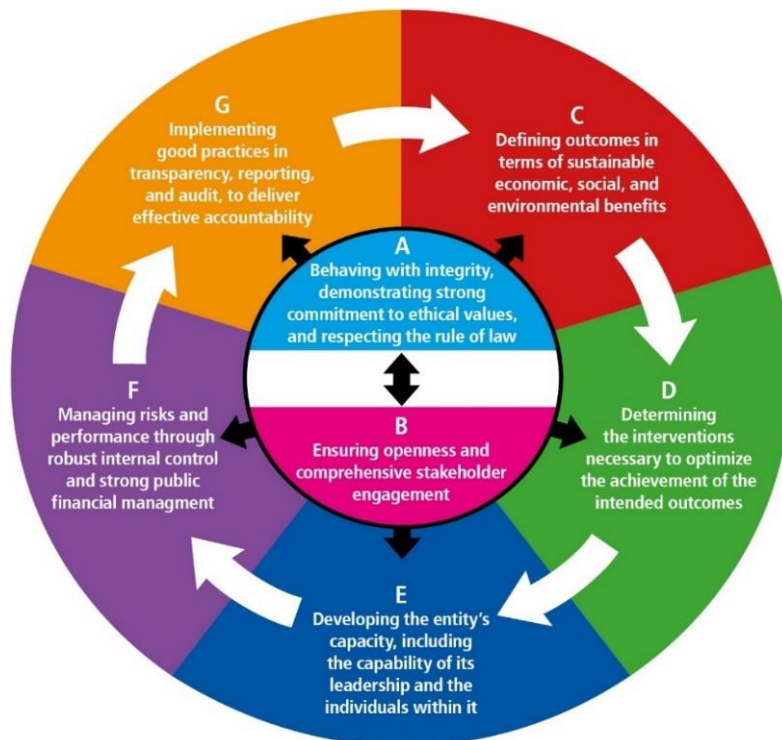 A
Behaving with integrity,
demonstrating strong
commitment to ethical values,
and respecting the rule of law
B
Ensuring openness and
comprehensive stakeholder
engagement
C
Defining outcomes in
terms of sustainable
economic, social, and
environmental benefits
D
Determining
the interventions
necessary to optimize
the achievement of the
intended outcomes
E
Developing the entity's
capacity, including
the capability of its
leadership and the
individuals within it
F
Managing risks and
performance through
robust internal control
and strong public
financial managment
G
Implementing
good practices in
transparency, reporting,
and audit, to deliver
effective accountability